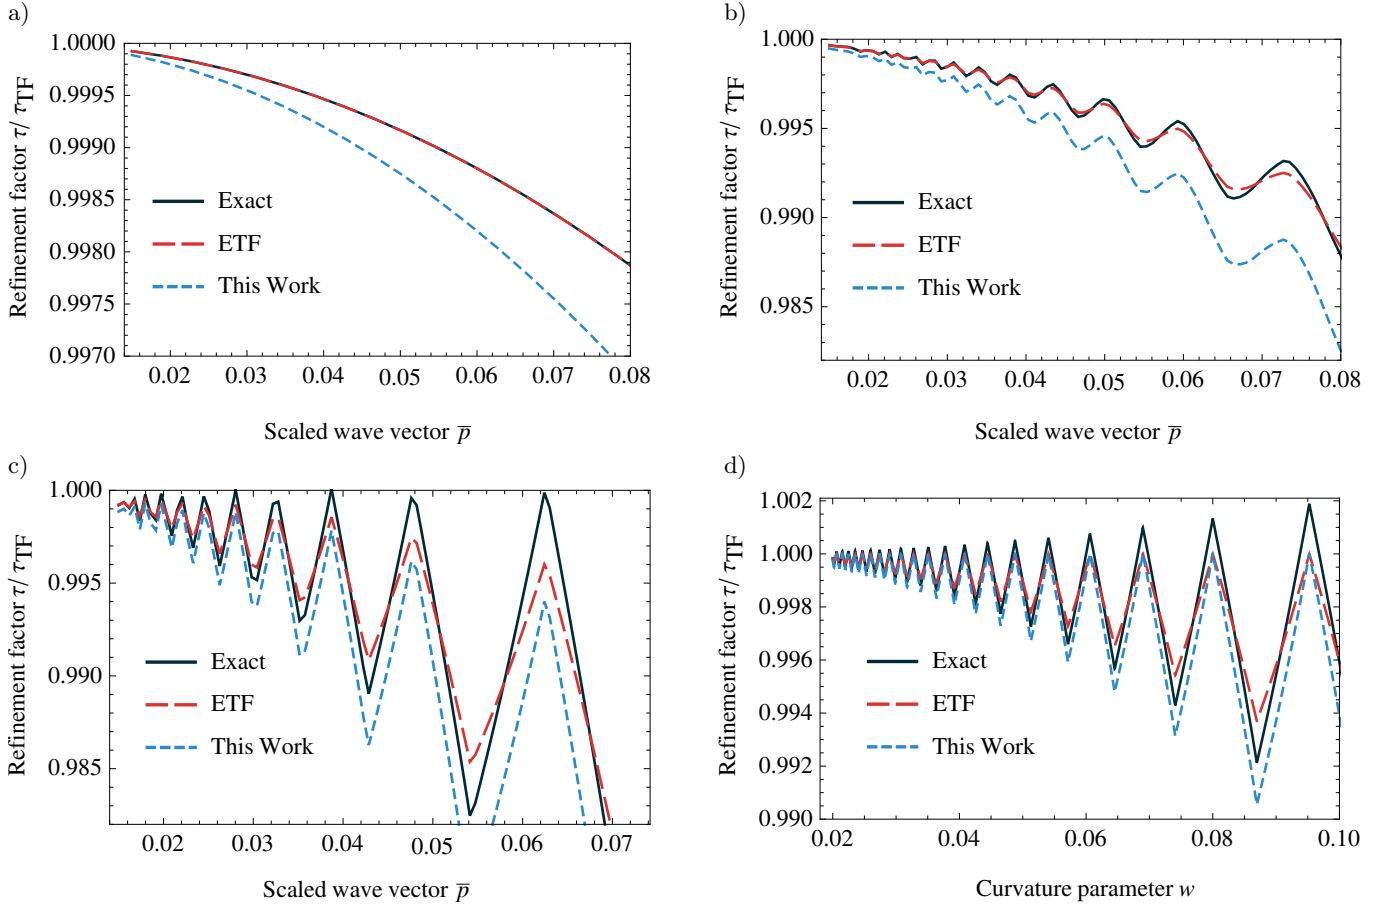 a)
Refinement factor τ/ τTF
1.0000
0.9995
0.9990
0.9985
0.9980
0.9975
0.9970
Exact
ETF
This Work
0.02 0.03 0.04 0.05 0.06 0.07 0.08
Scaled wave vector p̅
b)
Refinement factor τ/ τTF
1.000
0.995
0.990
0.985
Exact
ETF
This Work
0.02 0.03 0.04 0.05 0.06 0.07 0.08
Scaled wave vector p̅
c)
Refinement factor τ/ τTF
1.000
0.995
0.990
0.985
Exact
ETF
This Work
0.02 0.03 0.04 0.05 0.06 0.07
Scaled wave vector p̅
d)
Refinement factor τ/ τTF
1.002
1.000
0.998
0.996
0.994
0.992
0.990
Exact
ETF
This Work
0.02 0.04 0.06 0.08 0.10
Curvature parameter w